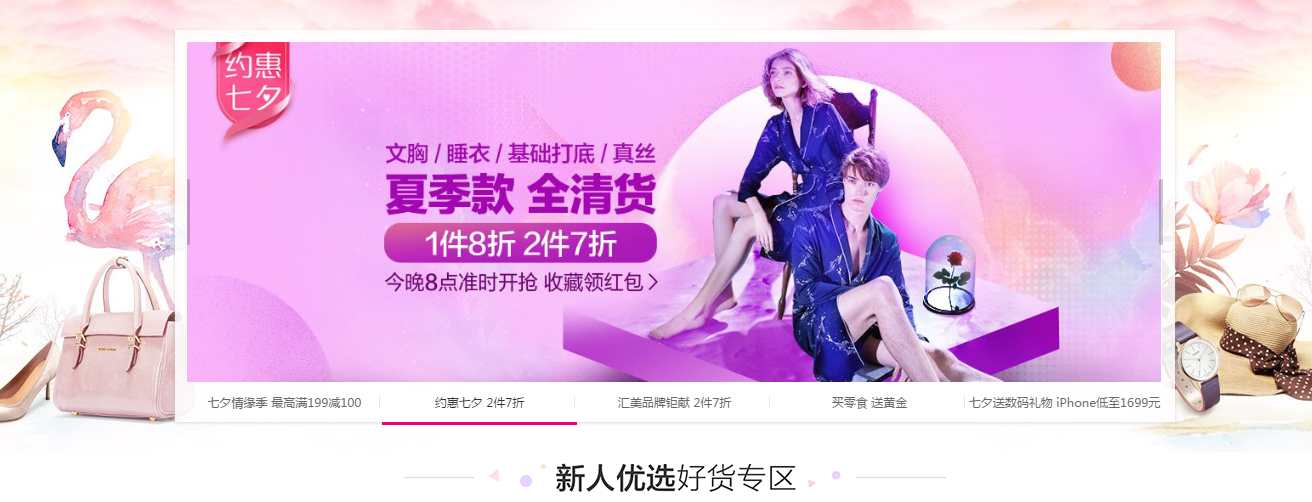 约惠
七夕
文胸 / 睡衣 / 基础打底 / 真丝
夏季款 全清货
1件8折 2件7折
今晚8点准时开抢 收藏领红包 >
七夕情缘季 最高满199减100
约惠七夕 2件7折
汇美品牌钜献 2件7折
买零食 送黄金
七夕送数码礼物 iPhone低至1699元
新人优选好货专区